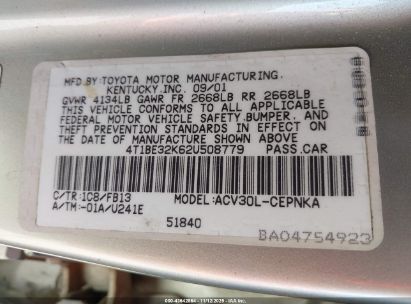 MFD.BY:TOYOTA MOTOR MANUFACTURING,
KENTUCKY,INC. 09/01
GVWR 4134LB GAWR FR 2668LB RR 2668LB
THIS VEHICLE CONFORMS TO ALL APPLICABLE
FEDERAL MOTOR VEHICLE SAFETY,BUMPER, AND
THEFT PREVENTION STANDARDS IN EFFECT ON
THE DATE OF MANUFACTURE SHOWN ABOVE
4T1BE32K62U508779 PASS.CAR
C/TR:1C8/FB13 MODEL:ACV30L-CEPNKA
A/TM:-01A/U241E
51840
BA04754923